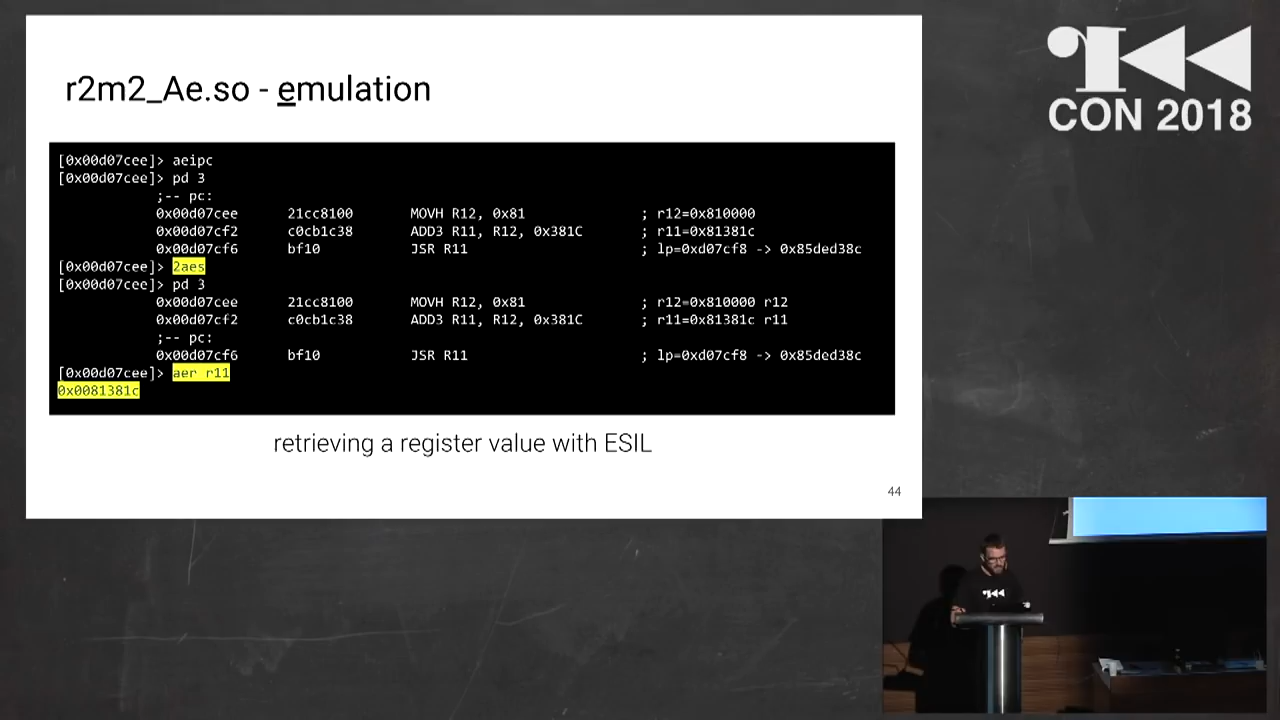 r2m2_Ae.so - emulation
[0x00d07cee]> aeipc
[0x00d07cee]> pd 3
;-- pc:
0x00d07cee 21cc8100 MOVH R12, 0x81 ; r12=0x810000
0x00d07cf2 c0cb1c38 ADD3 R11, R12, 0x381C ; r11=0x81381c
0x00d07cf6 bf10 JSR R11 ; lp=0xd07cf8 -> 0x85ded38c
[0x00d07cee]> 2aes
[0x00d07cee]> pd 3
0x00d07cee 21cc8100 MOVH R12, 0x81 ; r12=0x810000 r12
0x00d07cf2 c0cb1c38 ADD3 R11, R12, 0x381C ; r11=0x81381c r11
;-- pc:
0x00d07cf6 bf10 JSR R11 ; lp=0xd07cf8 -> 0x85ded38c
[0x00d07cee]> aer r11
0x0081381c
retrieving a register value with ESIL
44
CON 2018